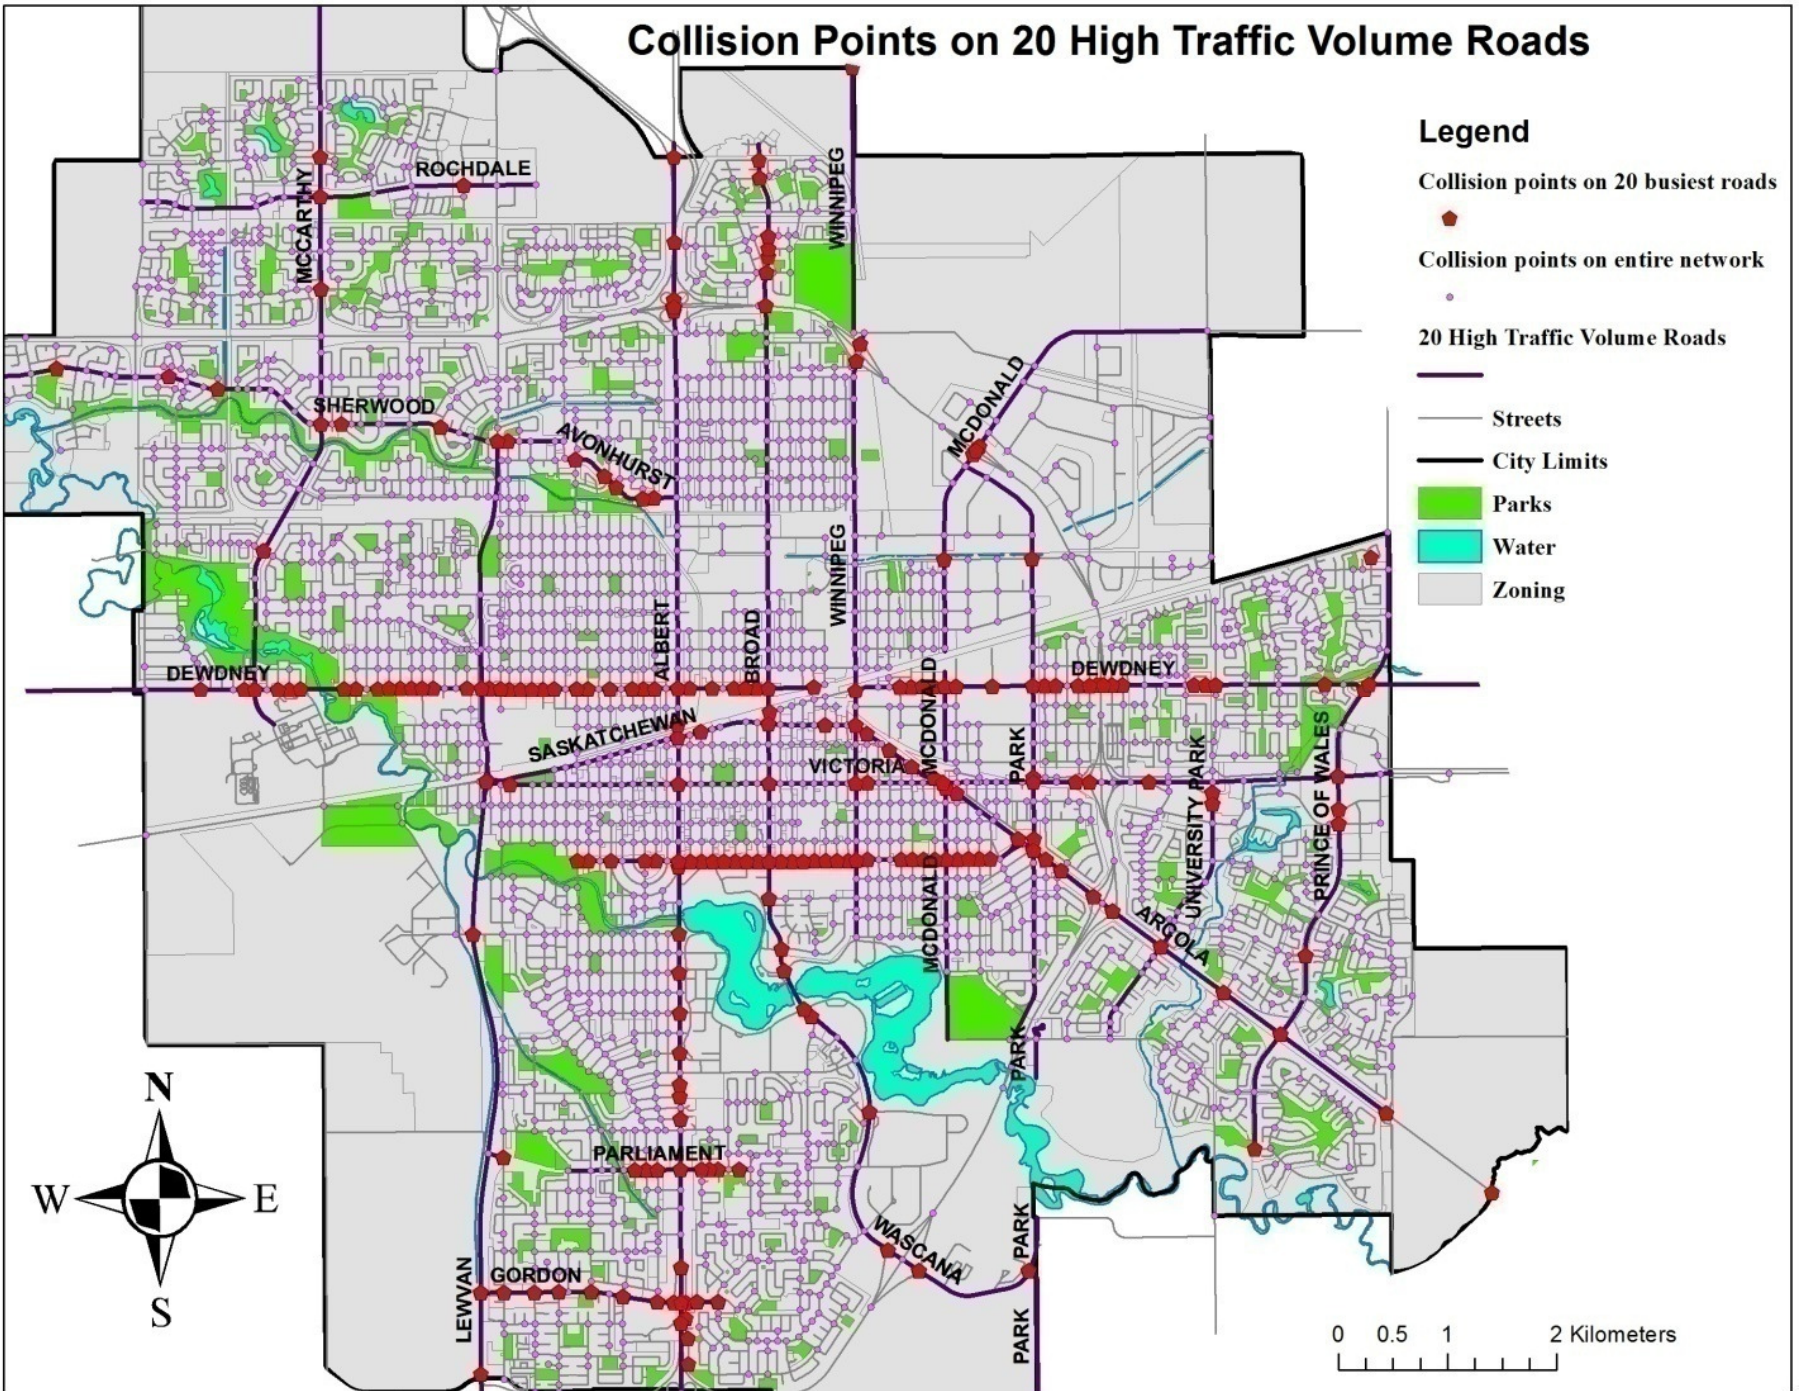 Collision Points on 20 High Traffic Volume Roads
Legend
Collision points on 20 busiest roads
Collision points on entire network
20 High Traffic Volume Roads
Streets
City Limits
Parks
Water
Zoning
ROCHDALE
MCCARTHY
WINNIPEG
SHERWOOD
AVONHURST
MCDONALD
WINNIPEG
ALBERT
BROAD
DEWDNEY
MCDONALD
DEWDNEY
SASKATCHEWAN
VICTORIA
PARK
UNIVERSITY PARK
PRINCE OF WALES
MCDONALD
ARCOLA
PARK
PARLIAMENT
WASCANA
PARK
LEWVAN
GORDON
PARK
N
W
E
S
0 0.5 1 2 Kilometers